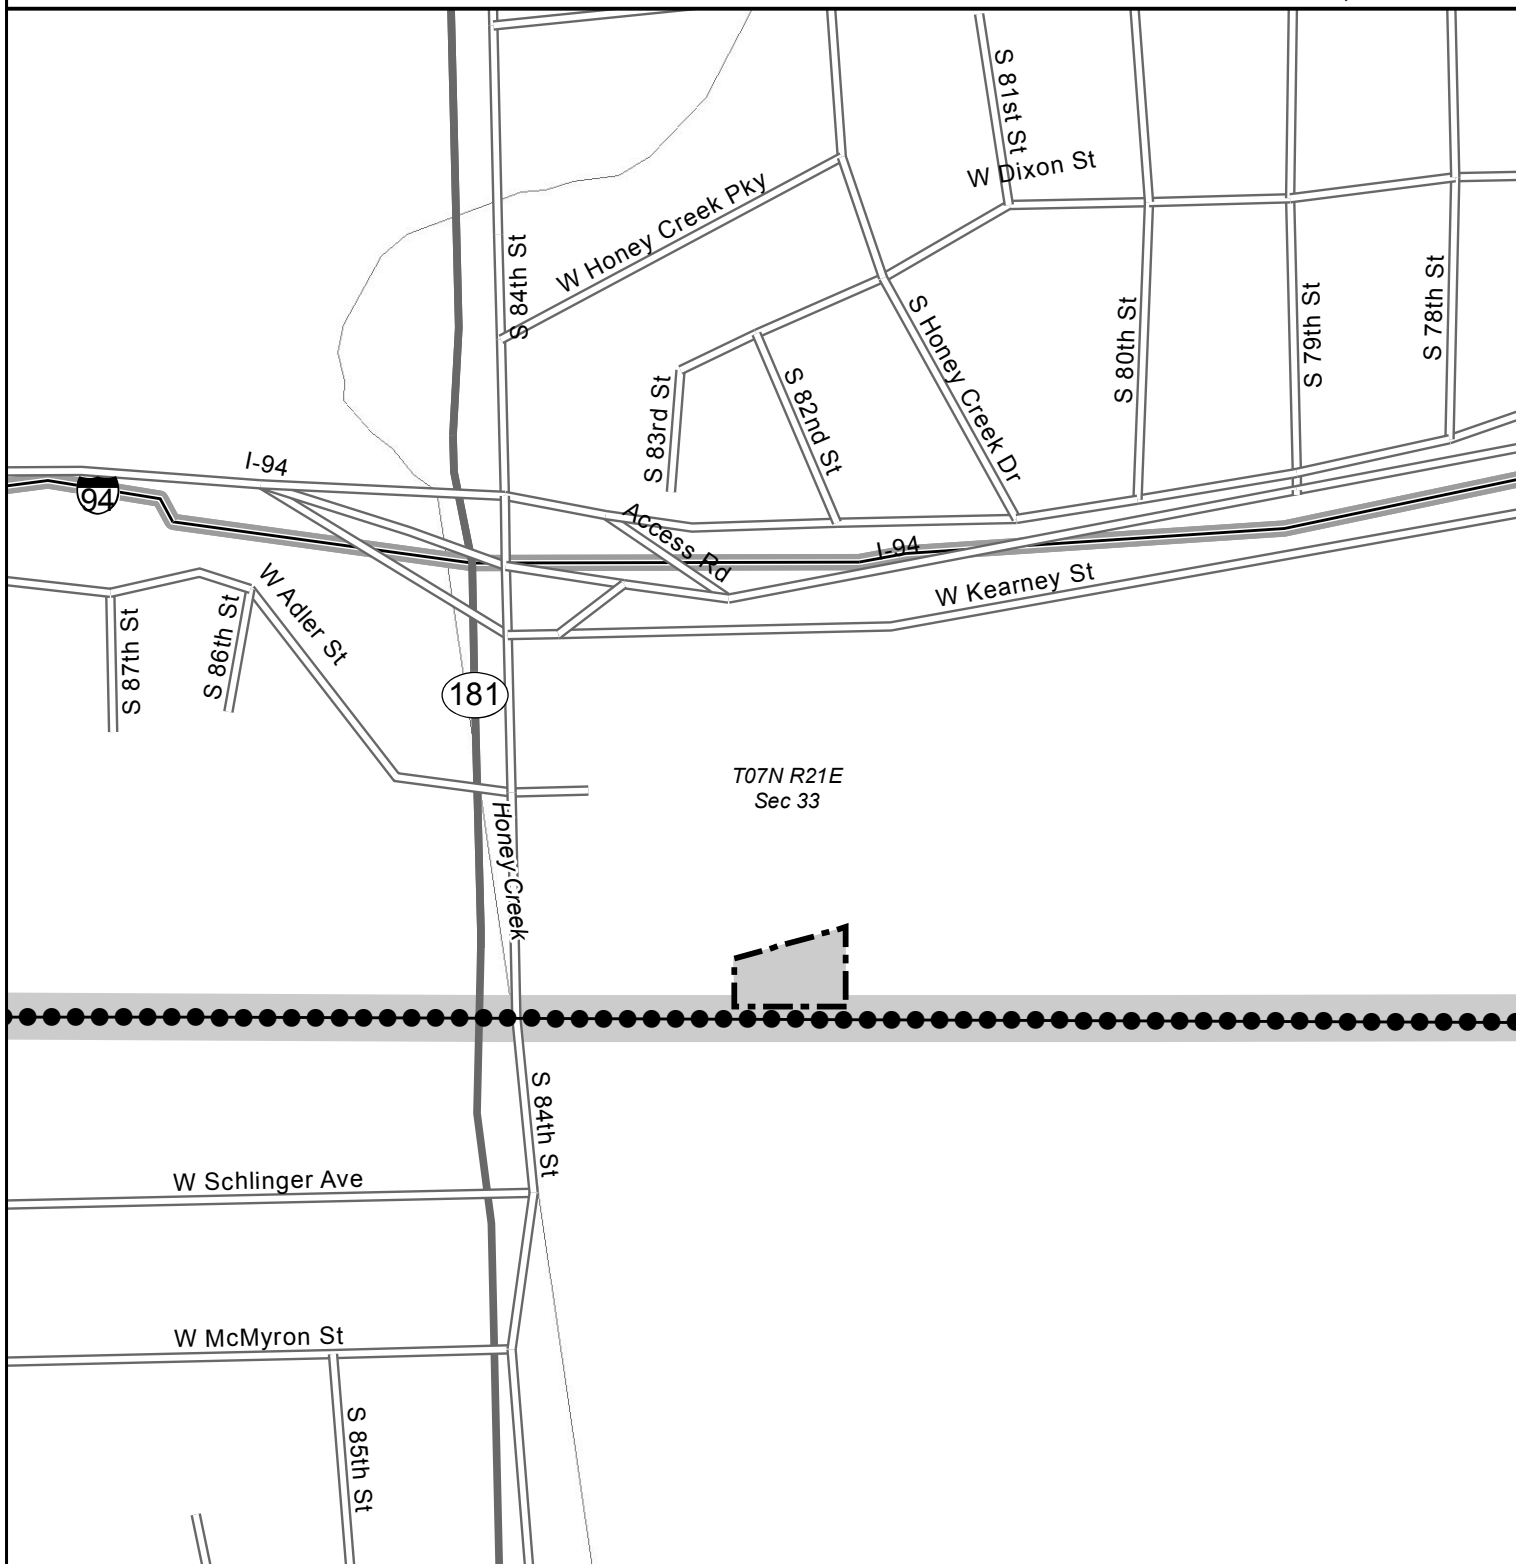 S 81st St
W Dixon St
W Honey Creek Pky
S 84th St
S Honey Creek Dr
S 80th St
S 79th St
S 78th St
S 83rd St
S 82nd St
I-94
94
Access Rd
I-94
W Kearney St
W Adler St
S 87th St
S 86th St
181
T07N R21E
Sec 33
Honey Creek
S 84th St
W Schlinger Ave
W McMyron St
S 85th St